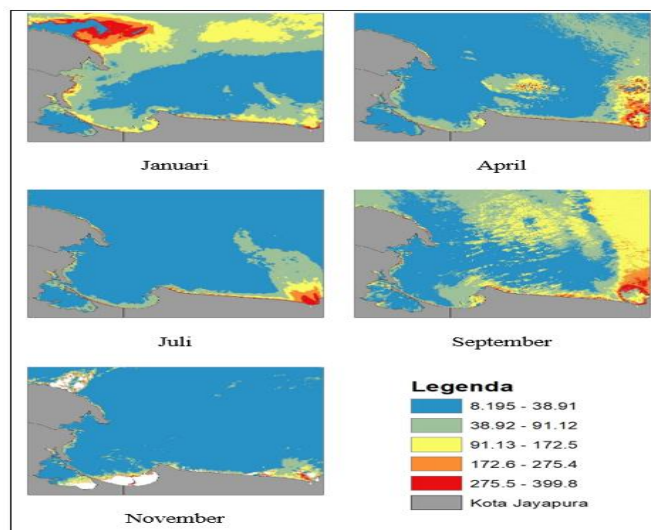 Januari
April
Juli
September
November
Legenda
8.195 - 38.91
38.92 - 91.12
91.13 - 172.5
172.6 - 275.4
275.5 - 399.8
Kota Jayapura